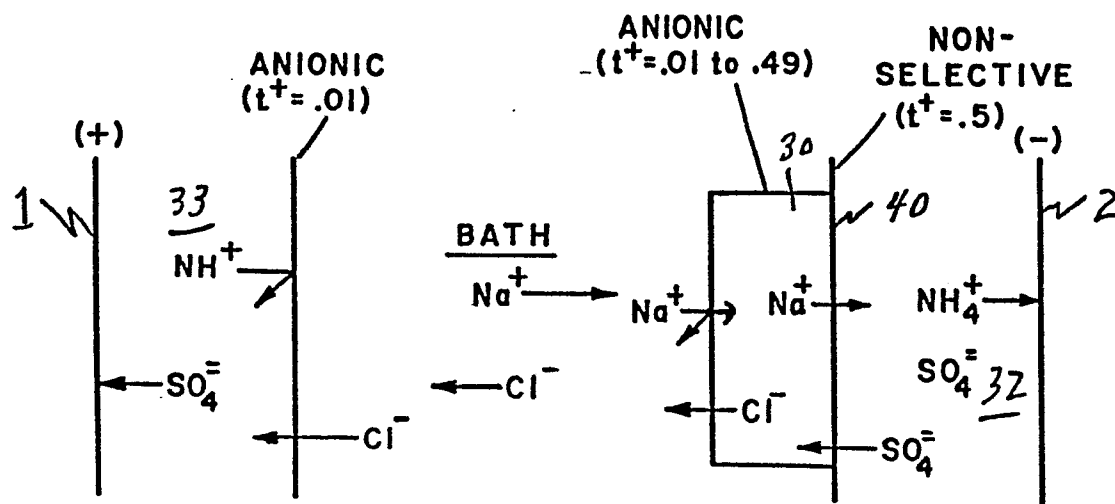 ANIONIC
(t+=.01)
ANIONIC
(t+=.01 to .49)
NON-
SELECTIVE
(t+=.5)
(+)
(-)
1
33
30
40
2
BATH
NH+
Na+
Na+
Na+
NH4+
SO4=
Cl-
Cl-
Cl-
SO4=
SO4=
32